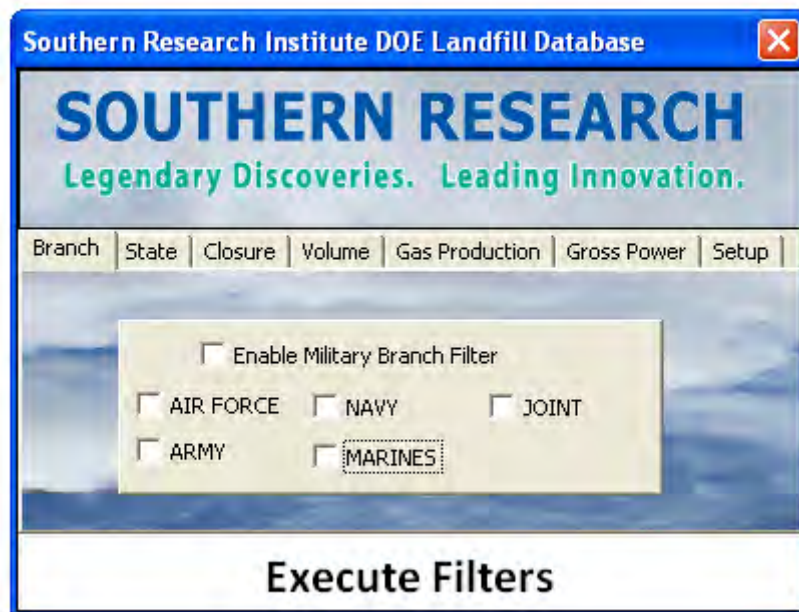 Southern Research Institute DOE Landfill Database
SOUTHERN RESEARCH
Legendary Discoveries. Leading Innovation.
Branch State Closure Volume Gas Production Gross Power Setup
Enable Military Branch Filter
AIR FORCE NAVY JOINT
ARMY MARINES
Execute Filters